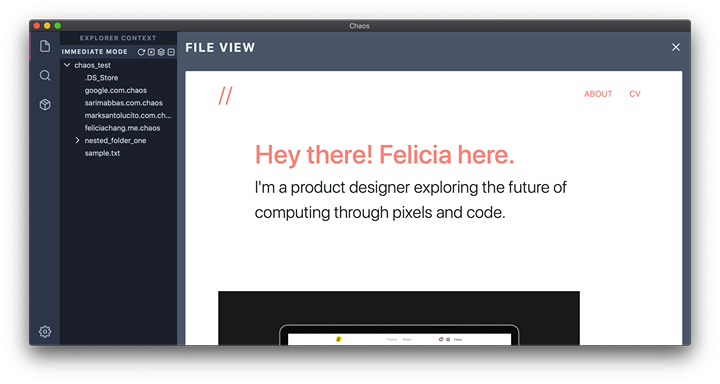 Chaos
EXPLORER CONTEXT
IMMEDIATE MODE
chaos_test
.DS_Store
google.com.chaos
sarimabbas.com.chaos
marksantolucito.com.ch...
feliciachang.me.chaos
nested_folder_one
sample.txt
FILE VIEW
//
ABOUT CV
Hey there! Felicia here.
I'm a product designer exploring the future of
computing through pixels and code.